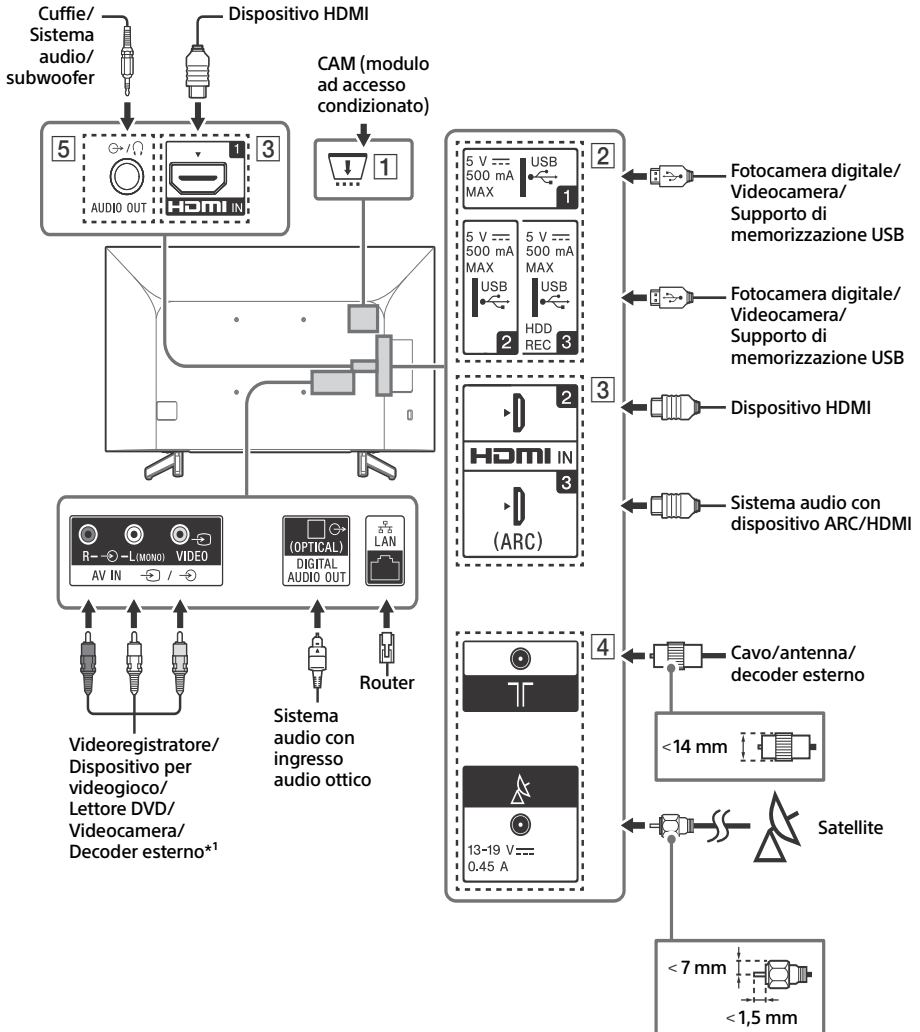 Cuffie/
Sistema
audio/
subwoofer
Dispositivo HDMI
CAM (modulo
ad accesso
condizionato)
5
AUDIO OUT
1
3
HDMI IN
1
2
5 V
500 mA
MAX
USB
1
Fotocamera digitale/
Videocamera/
Supporto di
memorizzazione USB
5 V
500 mA
MAX
USB
2
5 V
500 mA
MAX
USB
HDD
REC 3
Fotocamera digitale/
Videocamera/
Supporto di
memorizzazione USB
3
2
Dispositivo HDMI
HDMI IN
3
(ARC)
Sistema audio con
dispositivo ARC/HDMI
R
L(MONO)
VIDEO
AV IN
/
(OPTICAL)
DIGITAL
AUDIO OUT
LAN
Videoregistratore/
Dispositivo per
videogioco/
Lettore DVD/
Videocamera/
Decoder esterno*1
Sistema
audio con
ingresso
audio ottico
Router
4
Cavo/antenna/
decoder esterno
<14 mm
13-19 V
0.45 A
Satellite
<7 mm
<1,5 mm